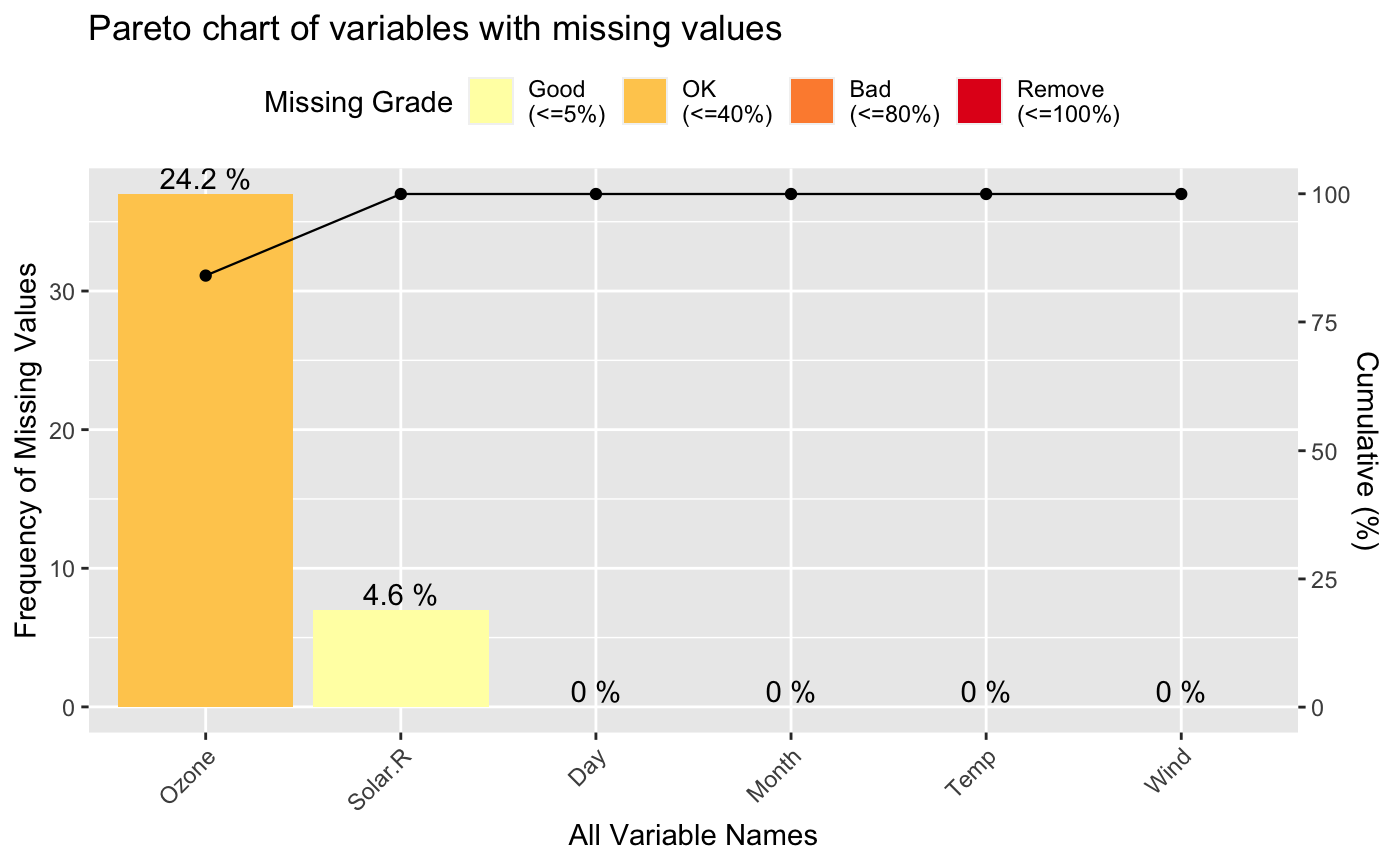 Pareto chart of variables with missing values
Missing Grade
Good
(<=5%)
OK
(<=40%)
Bad
(<=80%)
Remove
(<=100%)
Frequency of Missing Values
30
20
10
0
24.2 %
4.6 %
0 %
0 %
0 %
0 %
100
75
50
25
0
Cumulative (%)
Ozone
Solar.R
Day
Month
Temp
Wind
All Variable Names